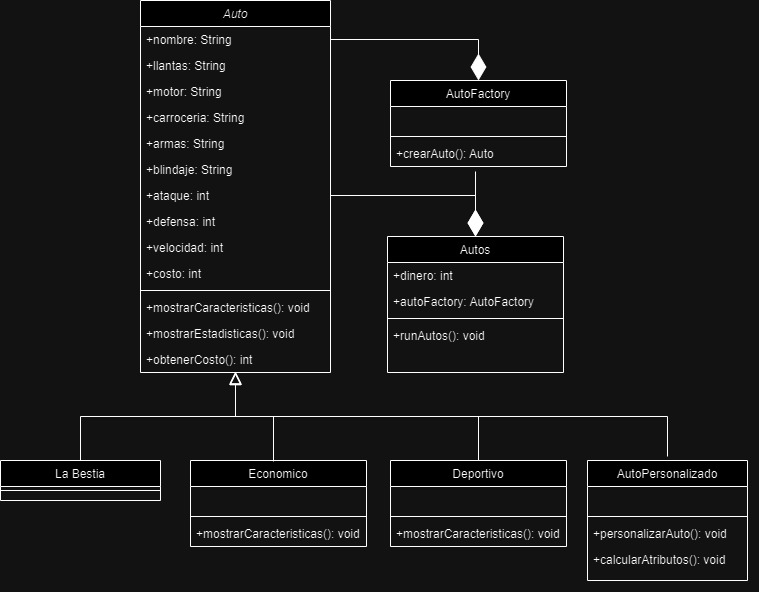 Auto
+nombre: String
+llantas: String
+motor: String
+carroceria: String
+armas: String
+blindaje: String
+ataque: int
+defensa: int
+velocidad: int
+costo: int
+mostrarCaracteristicas(): void
+mostrarEstadisticas(): void
+obtenerCosto(): int
AutoFactory
+crearAuto(): Auto
Autos
+dinero: int
+autoFactory: AutoFactory
+runAutos(): void
La Bestia
Economico
+mostrarCaracteristicas(): void
Deportivo
+mostrarCaracteristicas(): void
AutoPersonalizado
+personalizarAuto(): void
+calcularAtributos(): void